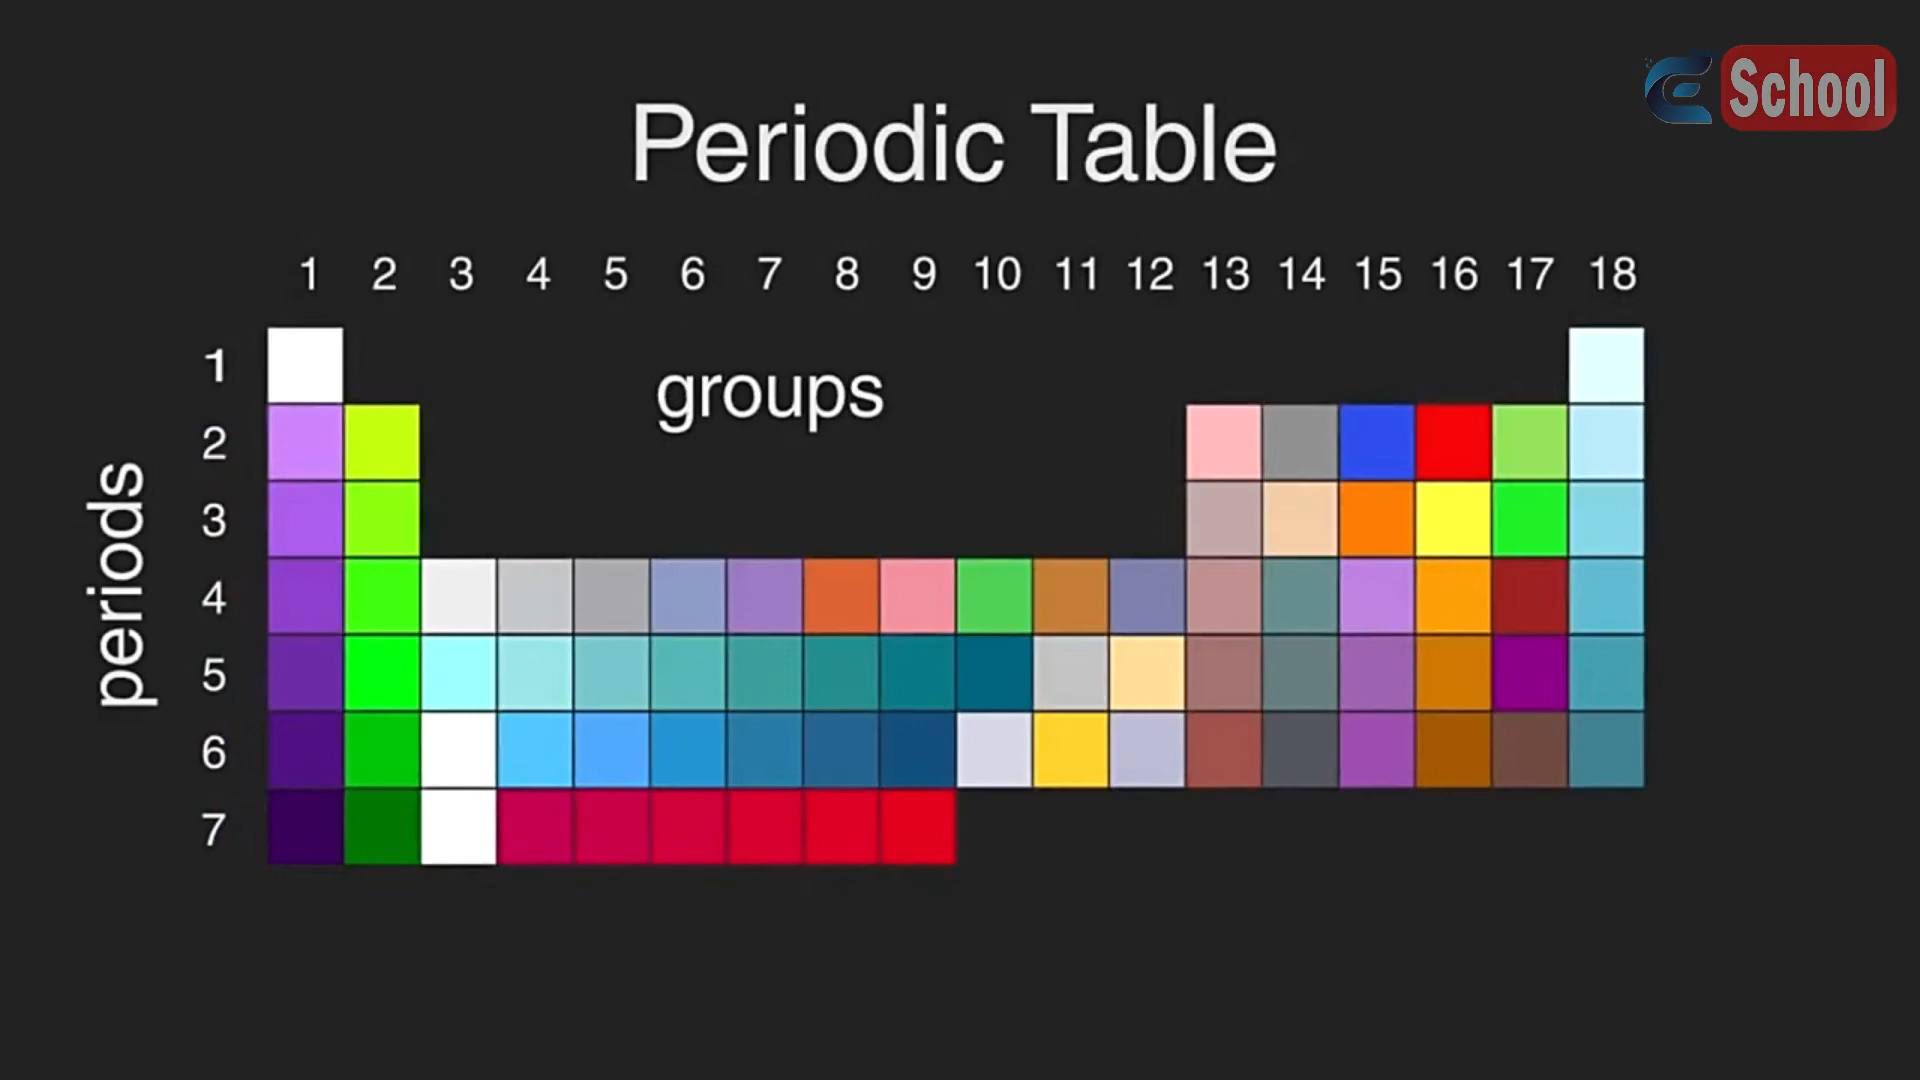 School
Periodic Table
1 2 3 4 5 6 7 8 9 10 11 12 13 14 15 16 17 18
groups
periods
1
2
3
4
5
6
7